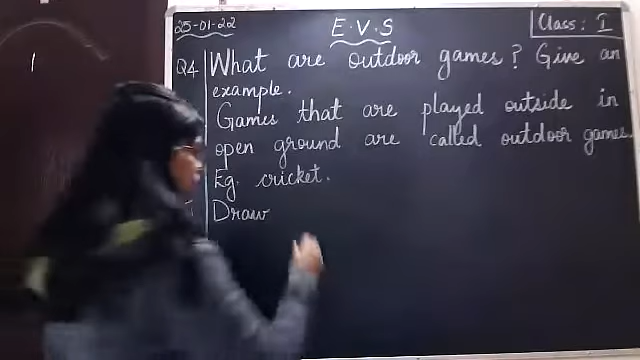 25-01-22
E.V.S
Class: I
Q4 What are outdoor games? Give an
example.
Games that are played outside in
open ground are called outdoor games.
Eg. cricket.
Draw